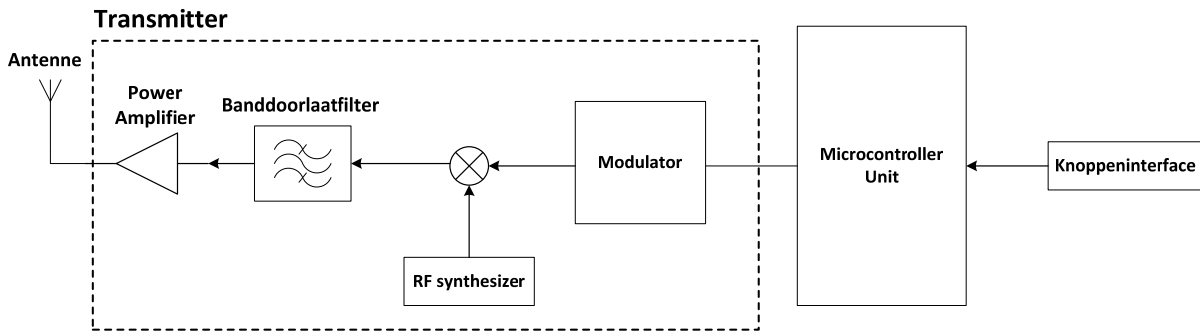 Transmitter
Antenne
Power
Amplifier
Banddoorlaatfilter
Modulator
Microcontroller
Unit
Knoppeninterface
RF synthesizer